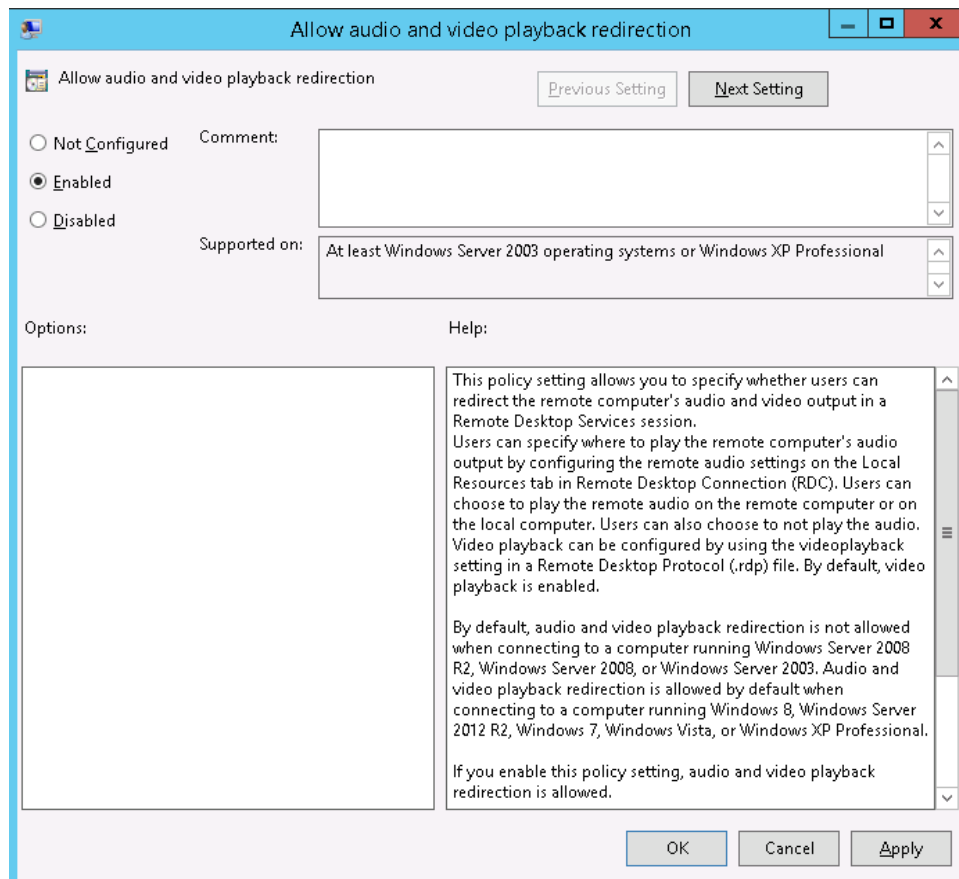 Allow audio and video playback redirection
Allow audio and video playback redirection
Previous Setting
Next Setting
Not Configured
Enabled
Disabled
Comment:
Supported on:
At least Windows Server 2003 operating systems or Windows XP Professional
Options:
Help:
This policy setting allows you to specify whether users can
redirect the remote computer's audio and video output in a
Remote Desktop Services session.
Users can specify where to play the remote computer's audio
output by configuring the remote audio settings on the Local
Resources tab in Remote Desktop Connection (RDC). Users can
choose to play the remote audio on the remote computer or on
the local computer. Users can also choose to not play the audio.
Video playback can be configured by using the videoplayback
setting in a Remote Desktop Protocol (.rdp) file. By default, video
playback is enabled.
By default, audio and video playback redirection is not allowed
when connecting to a computer running Windows Server 2008
R2, Windows Server 2008, or Windows Server 2003. Audio and
video playback redirection is allowed by default when
connecting to a computer running Windows 8, Windows Server
2012 R2, Windows 7, Windows Vista, or Windows XP Professional.
If you enable this policy setting, audio and video playback
redirection is allowed.
OK
Cancel
Apply